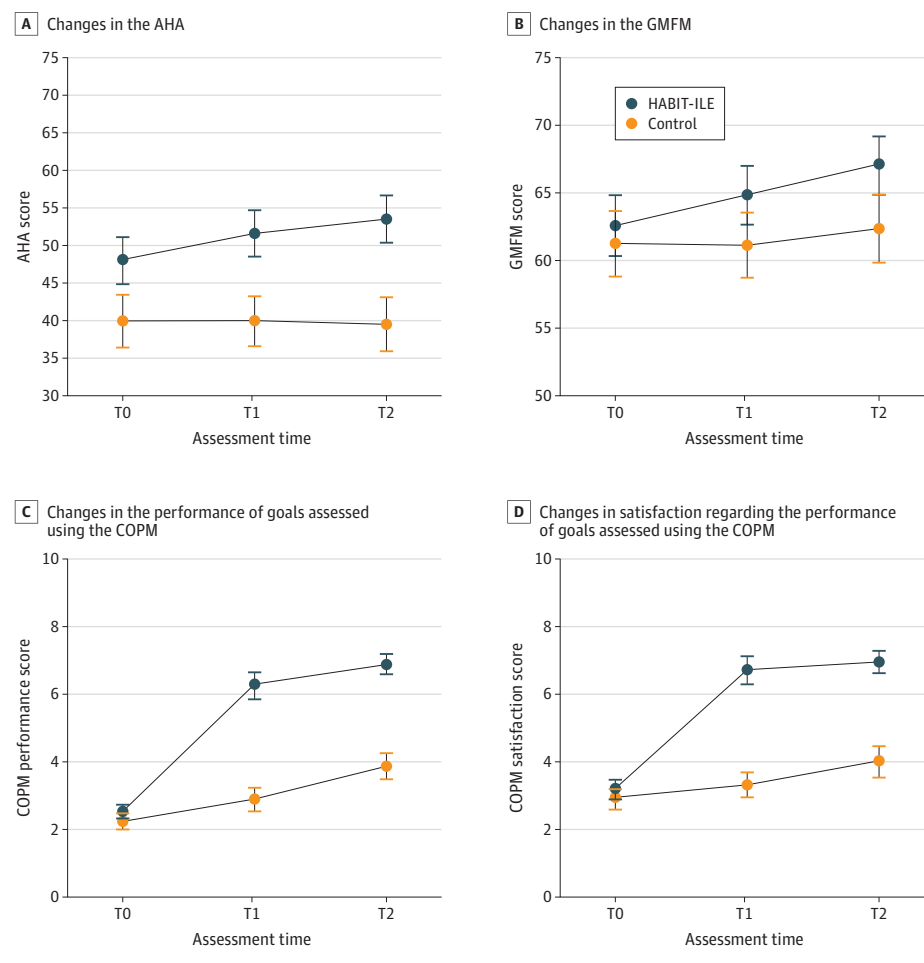 A Changes in the AHA
75
70
65
60
55
50
45
40
35
30
AHA score
T0 T1 T2
Assessment time
B Changes in the GMFM
75
70
65
60
55
50
GMFM score
HABIT-ILE
Control
T0 T1 T2
Assessment time
C Changes in the performance of goals assessed
using the COPM
10
8
6
4
2
0
COPM performance score
T0 T1 T2
Assessment time
D Changes in satisfaction regarding the performance
of goals assessed using the COPM
10
8
6
4
2
0
COPM satisfaction score
T0 T1 T2
Assessment time